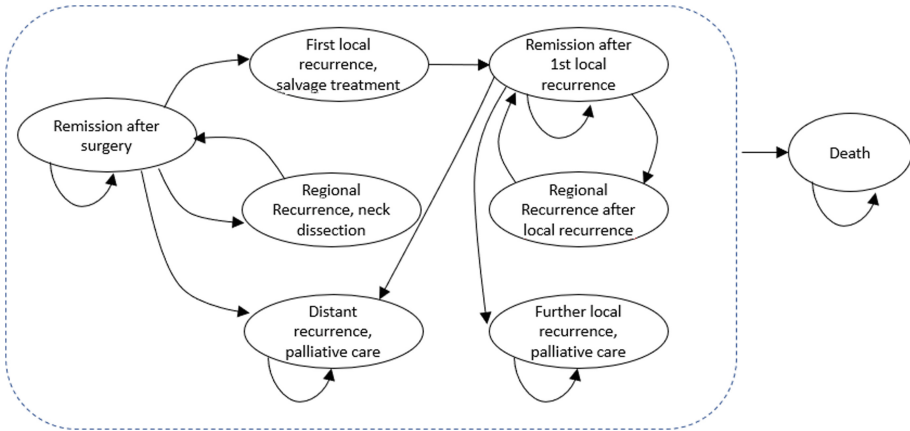 First local
recurrence,
salvage treatment
Remission after
1st local
recurrence
Remission after
surgery
Death
Regional
Recurrence, neck
dissection
Regional
Recurrence after
local recurrence
Distant
recurrence,
palliative care
Further local
recurrence,
palliative care